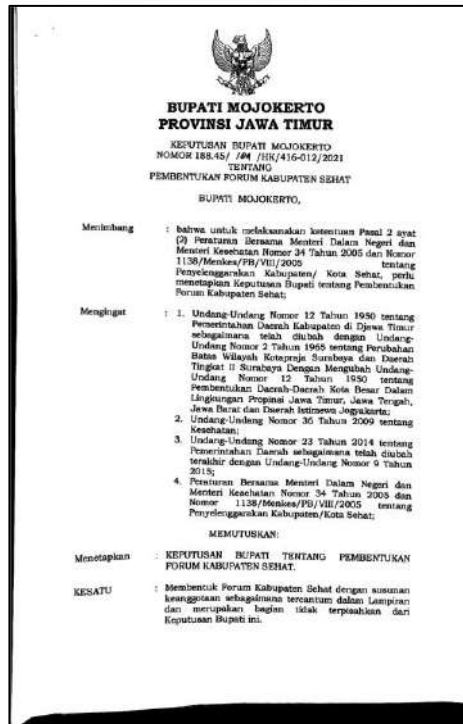 BUPATI MOJOKERTO
PROVINSI JAWA TIMUR
KEPUTUSAN BUPATI MOJOKERTO
NOMOR 188.45/ /HK/416-012/2021
TENTANG
PEMBENTUKAN FORUM KABUPATEN SEHAT
BUPATI MOJOKERTO,
Menimbang : bahwa untuk melaksanakan ketentuan Pasal 2 ayat
(2) Peraturan Bersama Menteri Dalam Negeri dan
Menteri Kesehatan Nomor 34 Tahun 2005 dan Nomor
1138/Menkes/PB/VIII/2005 tentang
Penyelenggarakan Kabupaten/ Kota Sehat, perlu
menetapkan Keputusan Bupati tentang Pembentukan
Forum Kabupaten Sehat;
Mengingat : 1. Undang-Undang Nomor 12 Tahun 1950 tentang
Pemerintahan Daerah Kabupaten di Djawa Timur
sebagaimana telah diubah dengan Undang-
Undang Nomor 2 Tahun 1965 tentang Perubahan
Batas Wilayah Kotapraja Surabaya dan Daerah
Tingkat II Surabaya Dengan Mengubah Undang-
Undang Nomor 12 Tahun 1950 tentang
Pembentukan Daerah-Daerah Kota Besar Dalam
Lingkungan Propinsi Jawa Timur, Jawa Tengah,
Jawa Barat dan Daerah Istimewa Jogyakarta;
2. Undang-Undang Nomor 36 Tahun 2009 tentang
Kesehatan;
3. Undang-Undang Nomor 23 Tahun 2014 tentang
Pemerintahan Daerah sebagaimana telah diubah
terakhir dengan Undang-Undang Nomor 9 Tahun
2015;
4. Peraturan Bersama Menteri Dalam Negeri dan
Menteri Kesehatan Nomor 34 Tahun 2005 dan
Nomor 1138/Menkes/PB/VIII/2005 tentang
Penyelenggarakan Kabupaten/Kota Sehat;
MEMUTUSKAN:
Menetapkan : KEPUTUSAN BUPATI TENTANG PEMBENTUKAN
FORUM KABUPATEN SEHAT.
KESATU : Membentuk Forum Kabupaten Sehat dengan susunan
keanggotaan sebagaimana tercantum dalam Lampiran
dan merupakan bagian tidak terpisahkan dari
Keputusan Bupati ini.